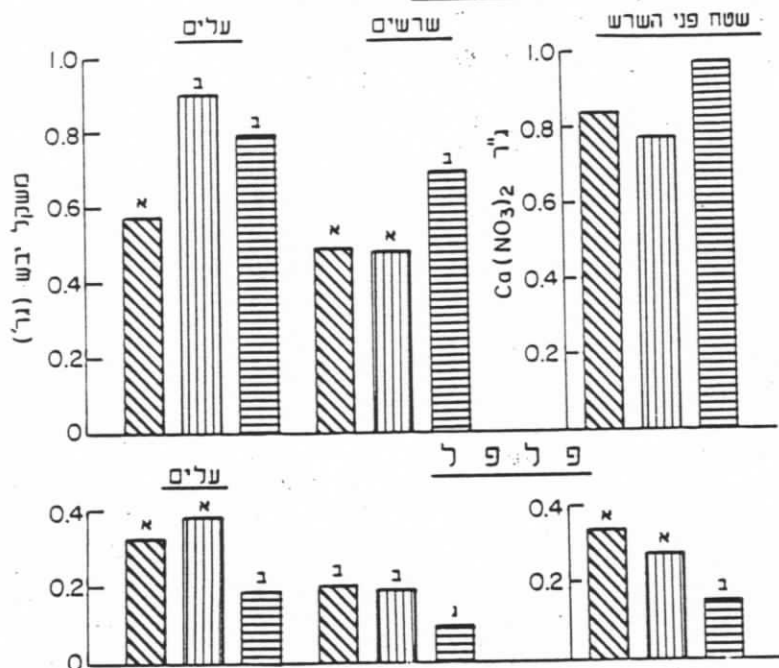 עלים שרשים שטח פני השרש
1.0 1.0
ב
0.8 ב 0.8
ב
0.6 א 0.6
א א
0.4 0.4
0.2 0.2
0
משקל יבש (גר')
Ca(NO3)2 ג"ר
פ ל פ ל
עלים
0.4 א א 0.4 א
א
0.2 ב ב ב 0.2 ב
ג
0